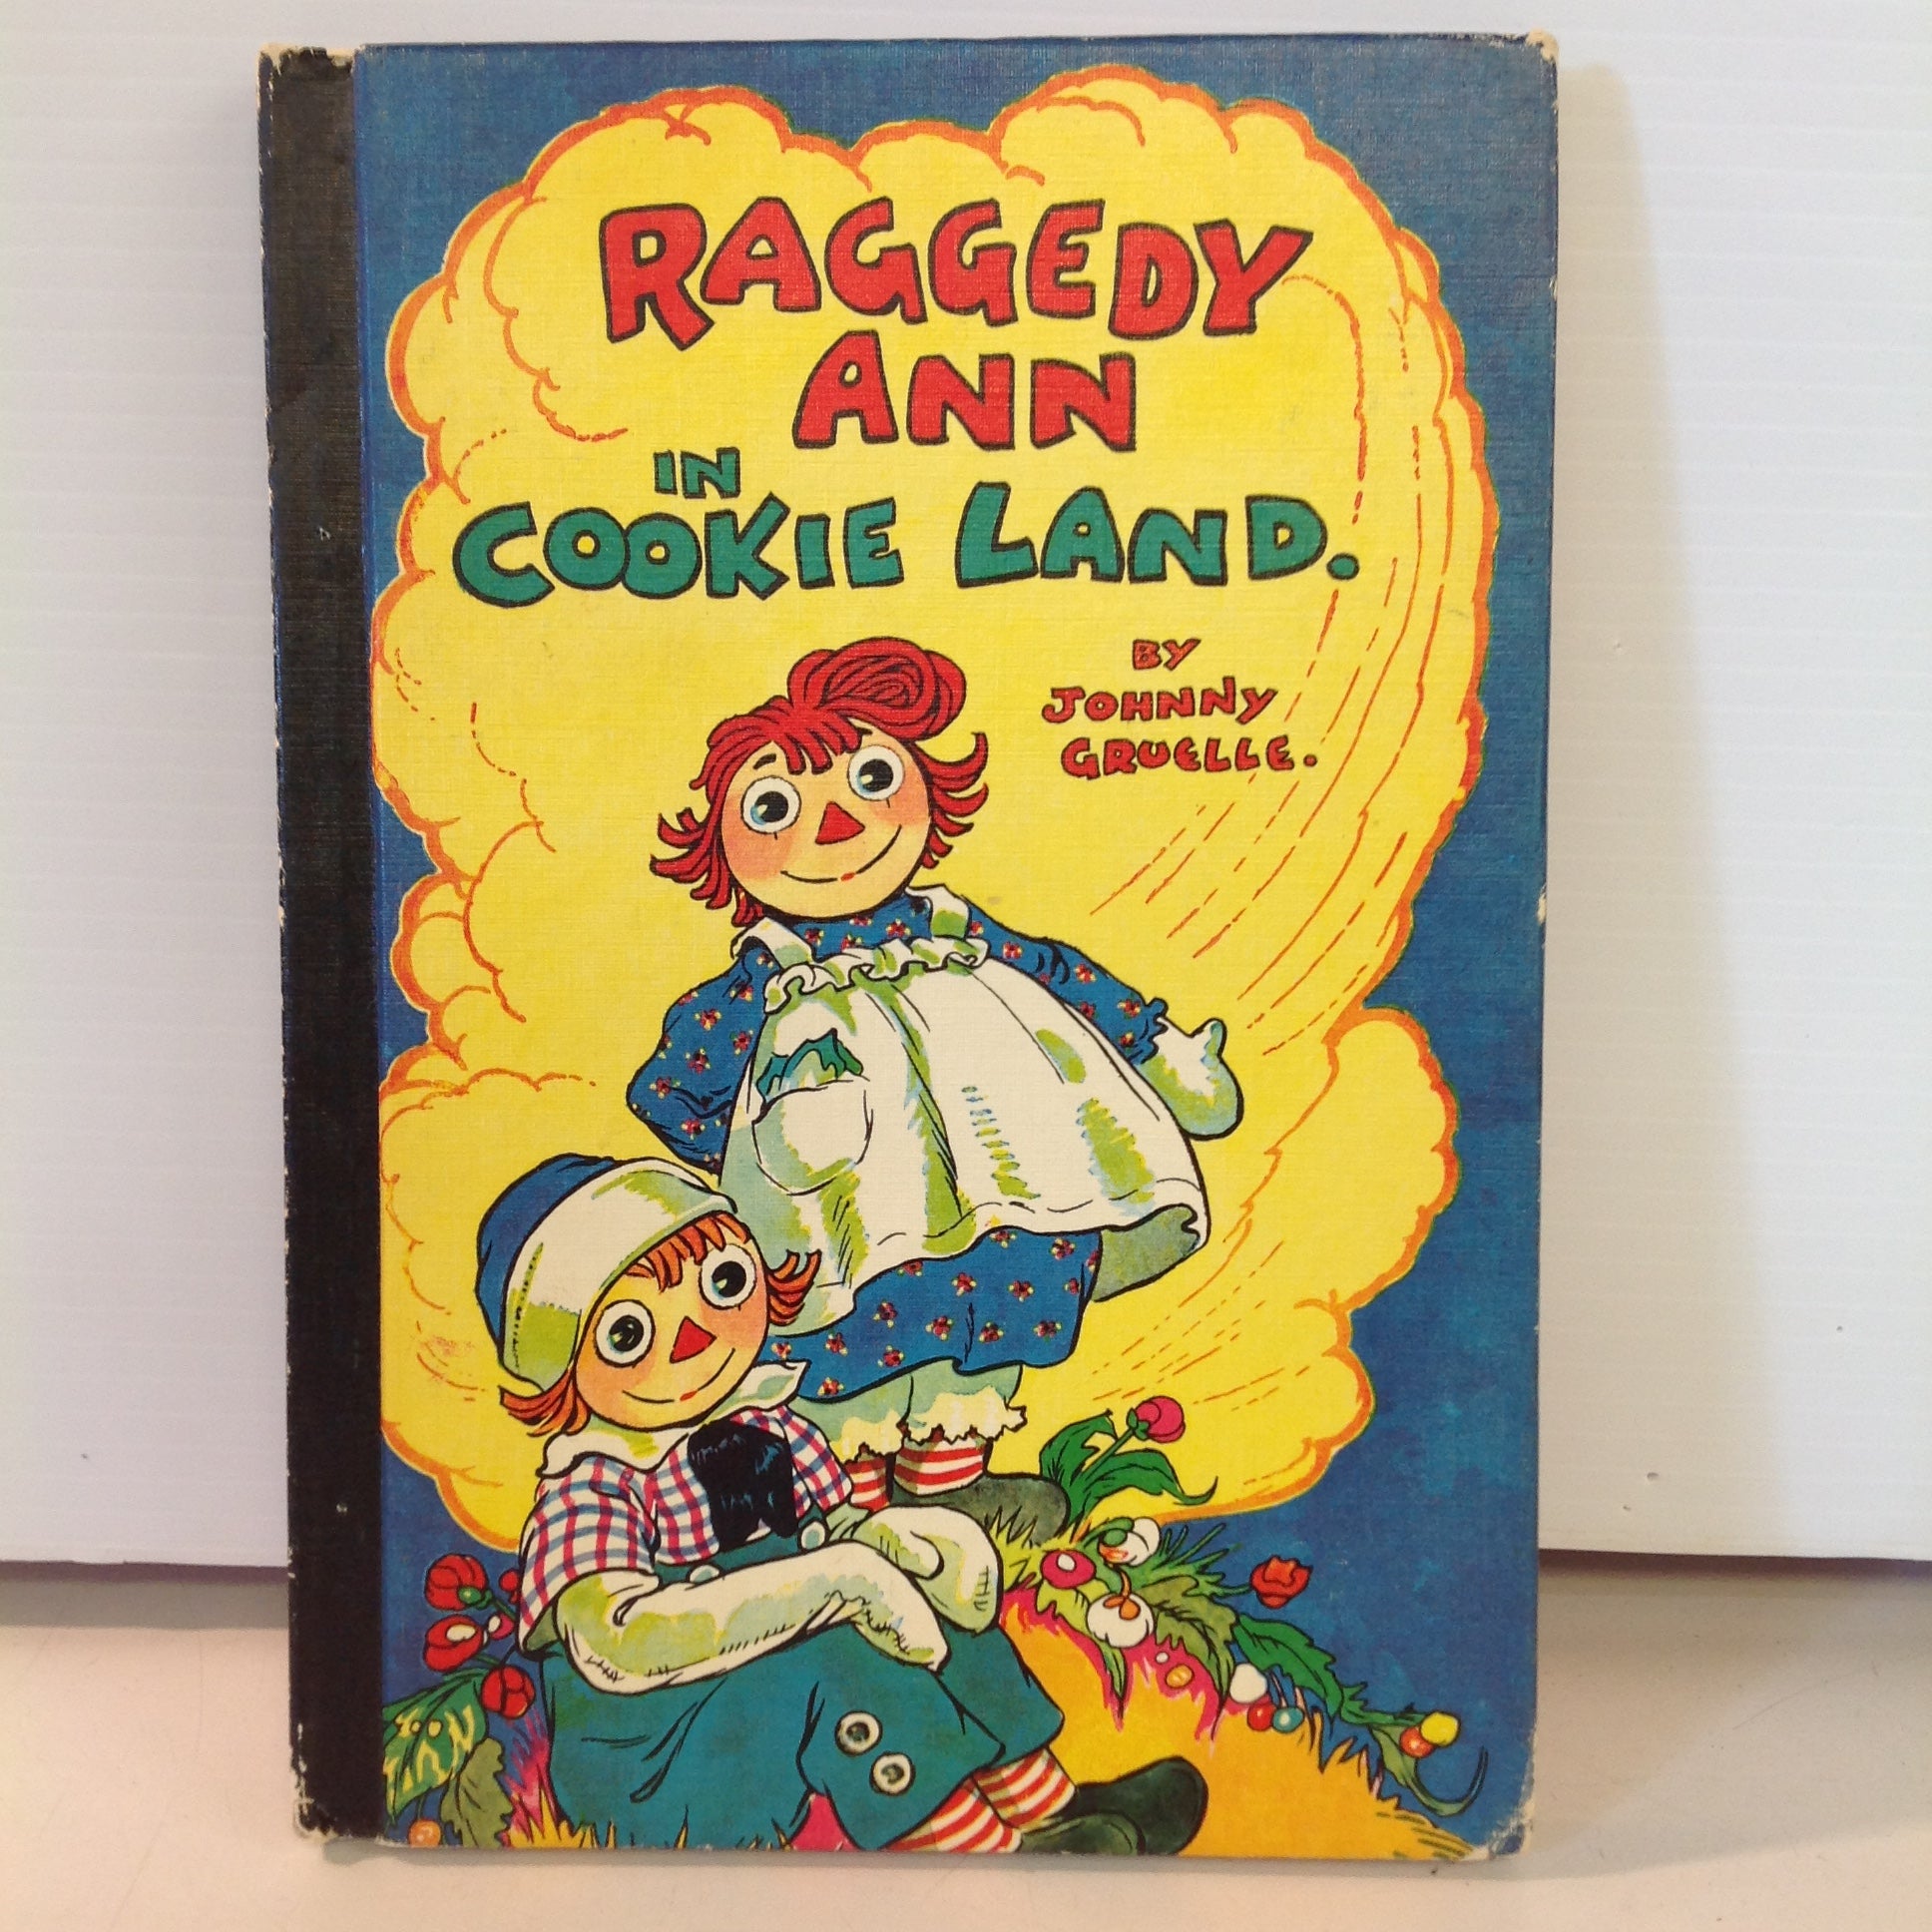 RAGGEDY
ANN
IN
COOKIE LAND.
BY
JOHNNY
GRUELLE.